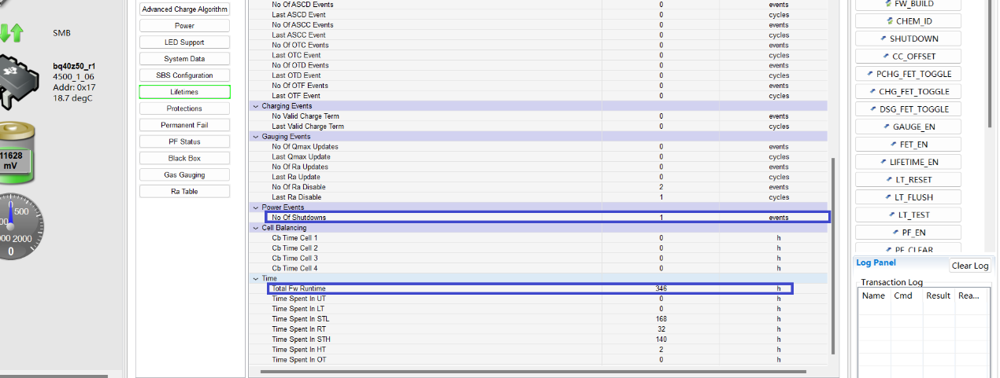 SMB
bq40z50_r1
4500_1_06
Addr: 0x17
18.7 degC
11628
mV
0
500
2000
0
Advanced Charge Algorithm
Power
LED Support
System Data
SBS Configuration
Lifetimes
Protections
Permanent Fail
PF Status
Black Box
Gas Gauging
Ra Table
No Of ASCD Events 0 events
Last ASCD Event 0 cycles
No Of ASCC Events 0 events
Last ASCC Event 0 cycles
No Of OTC Events 0 events
Last OTC Event 0 cycles
No Of OTD Events 0 events
Last OTD Event 0 cycles
No Of OTF Events 0 events
Last OTF Event 0 cycles
Charging Events
No Valid Charge Term 0 events
Last Valid Charge Term 0 cycles
Gauging Events
No Of Qmax Updates 0 events
Last Qmax Update 0 cycles
No Of Ra Updates 0 events
Last Ra Update 0 cycles
No Of Ra Disable 2 events
Last Ra Disable 1 cycles
Power Events
No Of Shutdowns 1 events
Cell Balancing
Cb Time Cell 1 0 h
Cb Time Cell 2 0 h
Cb Time Cell 3 0 h
Cb Time Cell 4 0 h
Time
Total Fw Runtime 346 h
Time Spent In UT 0 h
Time Spent In LT 0 h
Time Spent In STL 168 h
Time Spent In RT 32 h
Time Spent In STH 140 h
Time Spent In HT 2 h
Time Spent In OT 0 h
FW_BUILD
CHEM_ID
SHUTDOWN
CC_OFFSET
PCHG_FET_TOGGLE
CHG_FET_TOGGLE
DSG_FET_TOGGLE
GAUGE_EN
FET_EN
LIFETIME_EN
LT_RESET
LT_FLUSH
LT_TEST
PF_EN
PF_CLEAR
Log Panel
Clear Log
Transaction Log
Name Cmd Result Rea...